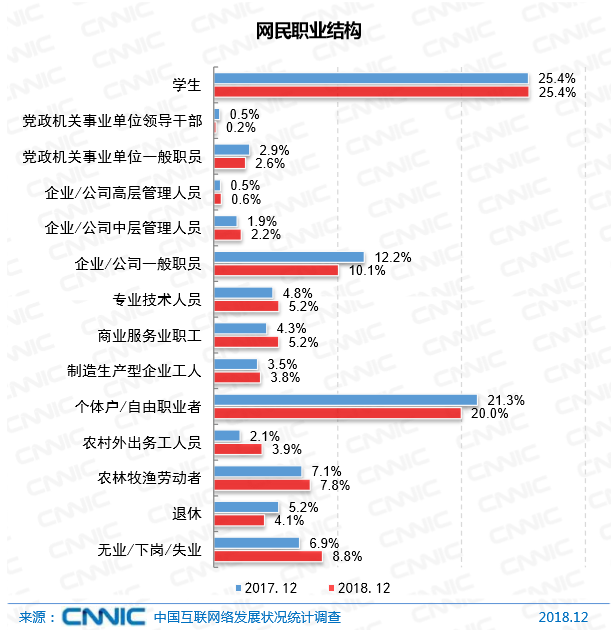 网民职业结构
学生
25.4%
25.4%
党政机关事业单位领导干部
0.5%
0.2%
党政机关事业单位一般职员
2.9%
2.6%
企业/公司高层管理人员
0.5%
0.6%
企业/公司中层管理人员
1.9%
2.2%
企业/公司一般职员
12.2%
10.1%
专业技术人员
4.8%
5.2%
商业服务业职工
4.3%
5.2%
制造生产型企业工人
3.5%
3.8%
个体户/自由职业者
21.3%
20.0%
农村外出务工人员
2.1%
3.9%
农林牧渔劳动者
7.1%
7.8%
退休
5.2%
4.1%
无业/下岗/失业
6.9%
8.8%
2017.12 2018.12
来源: CNNIC 中国互联网络发展状况统计调查 2018.12